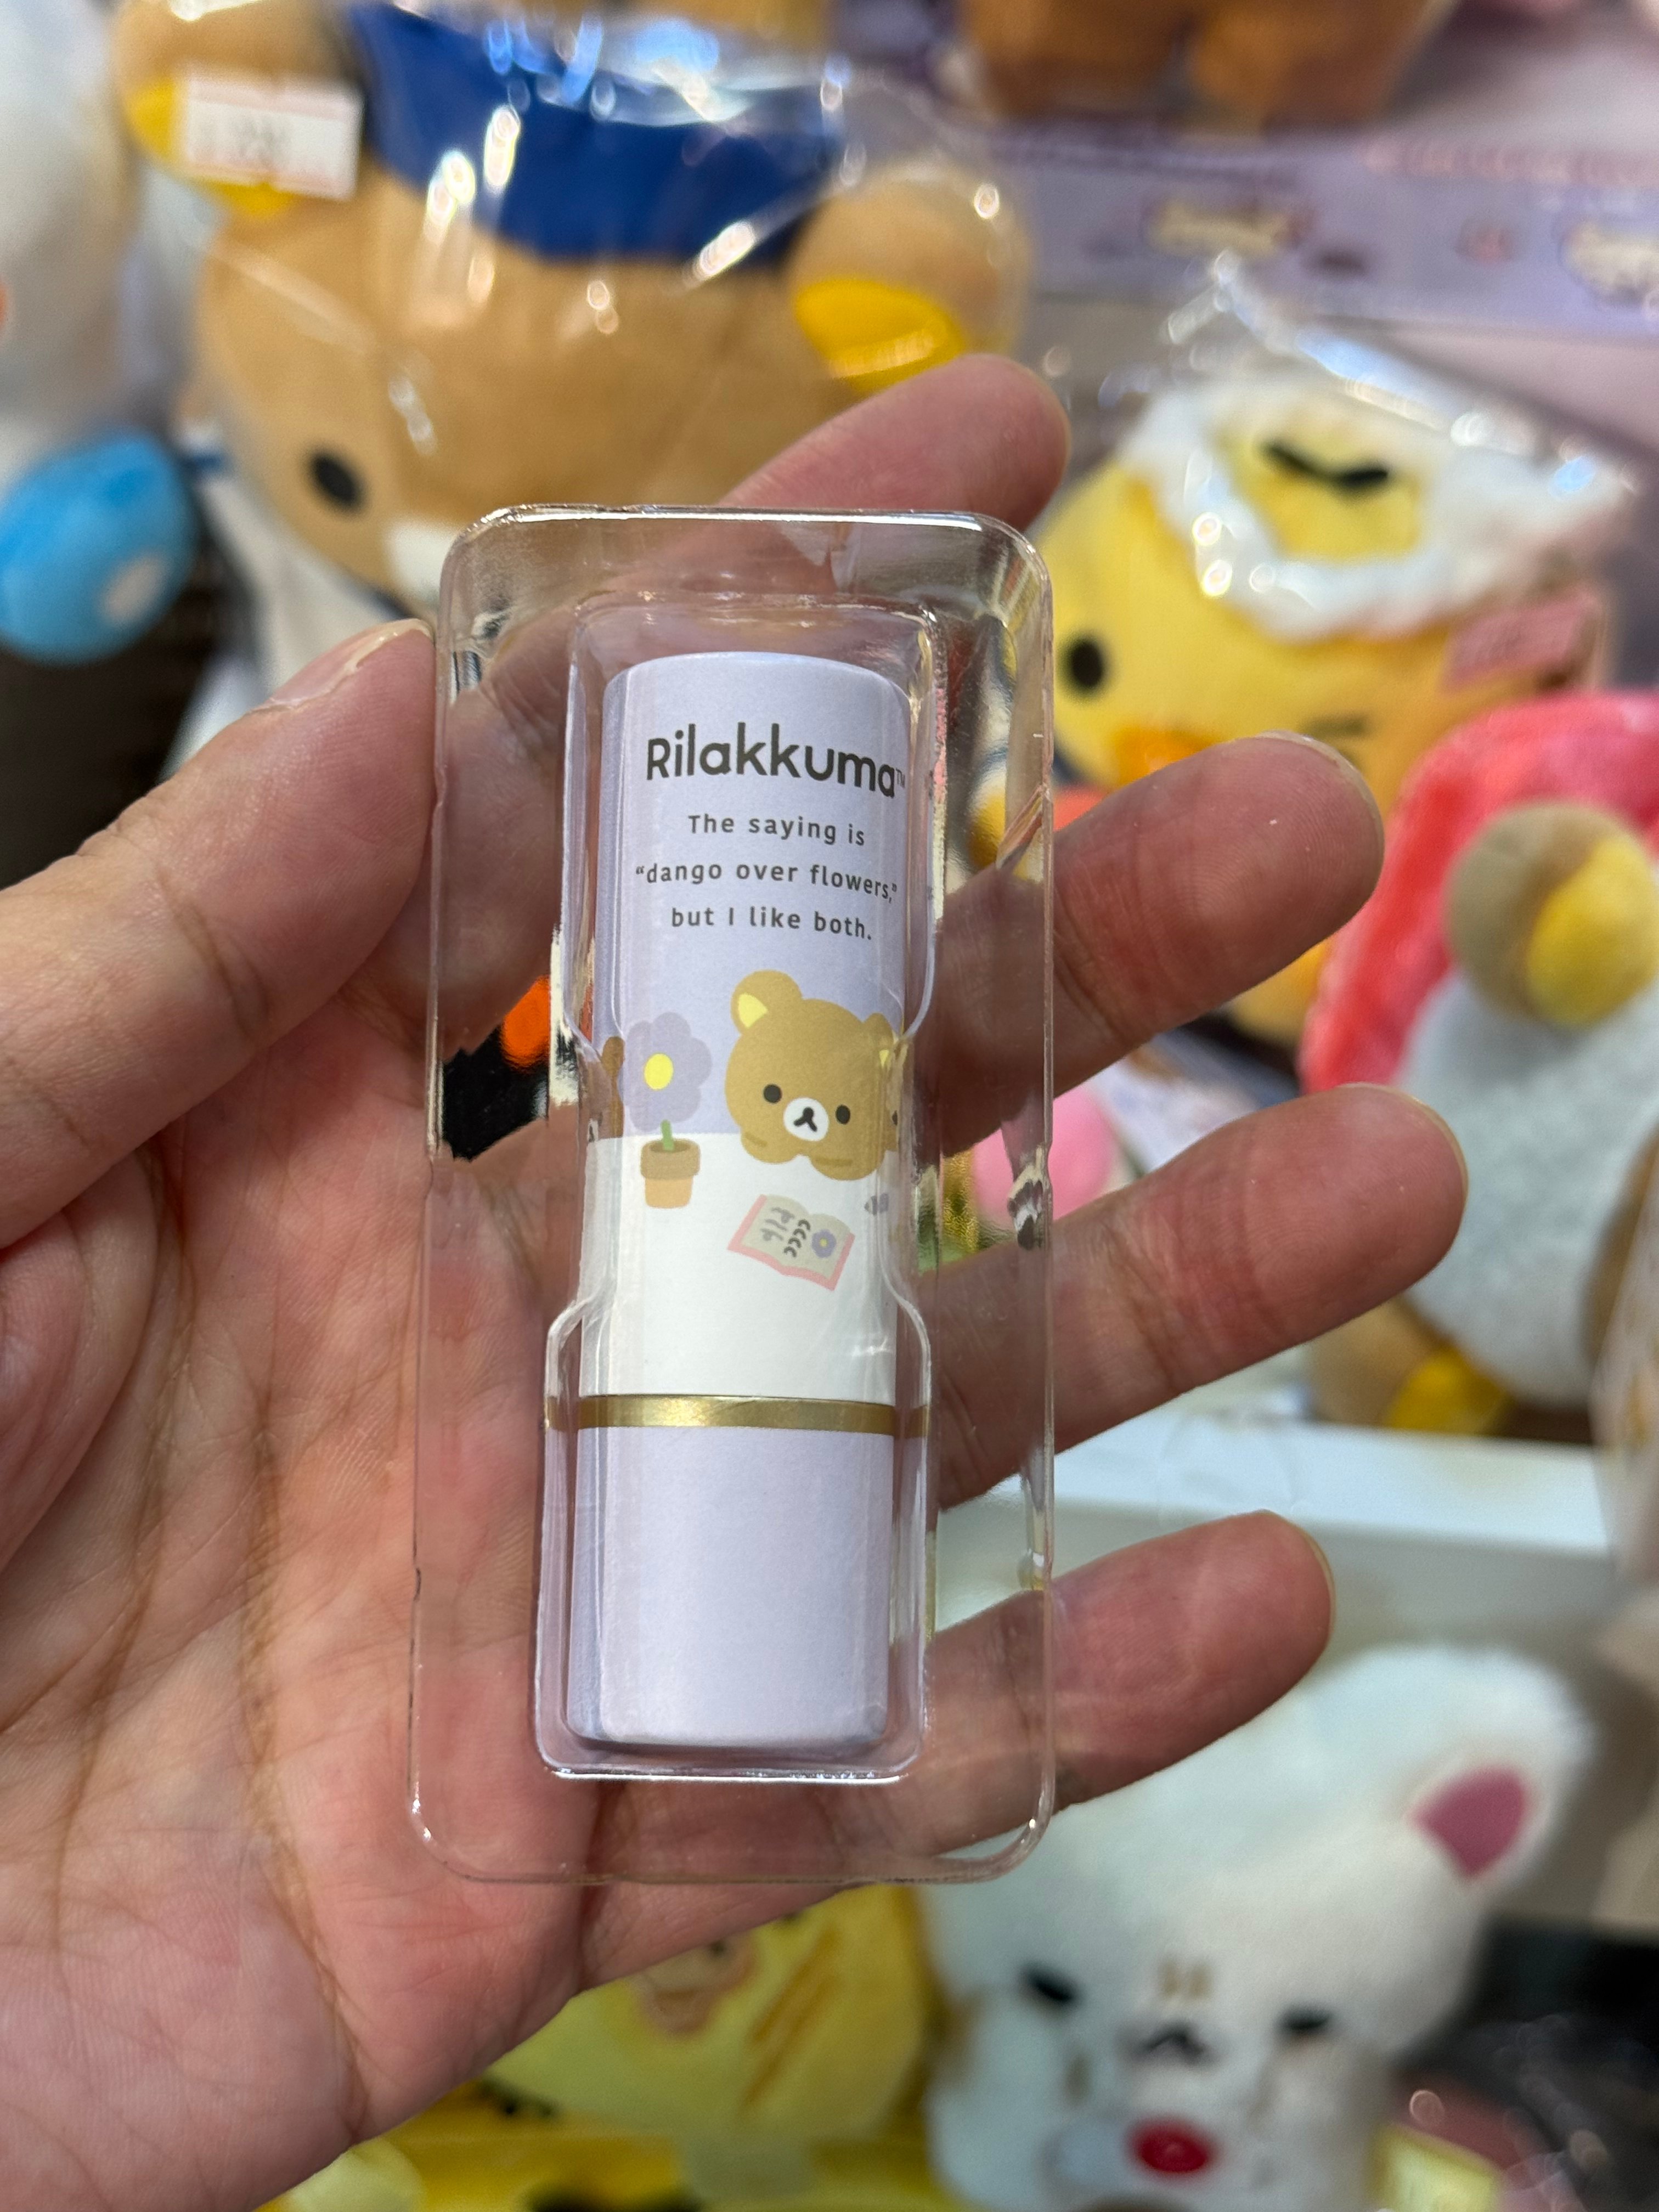 Rilakkuma™
The saying is
“dango over flowers,”
but I like both.